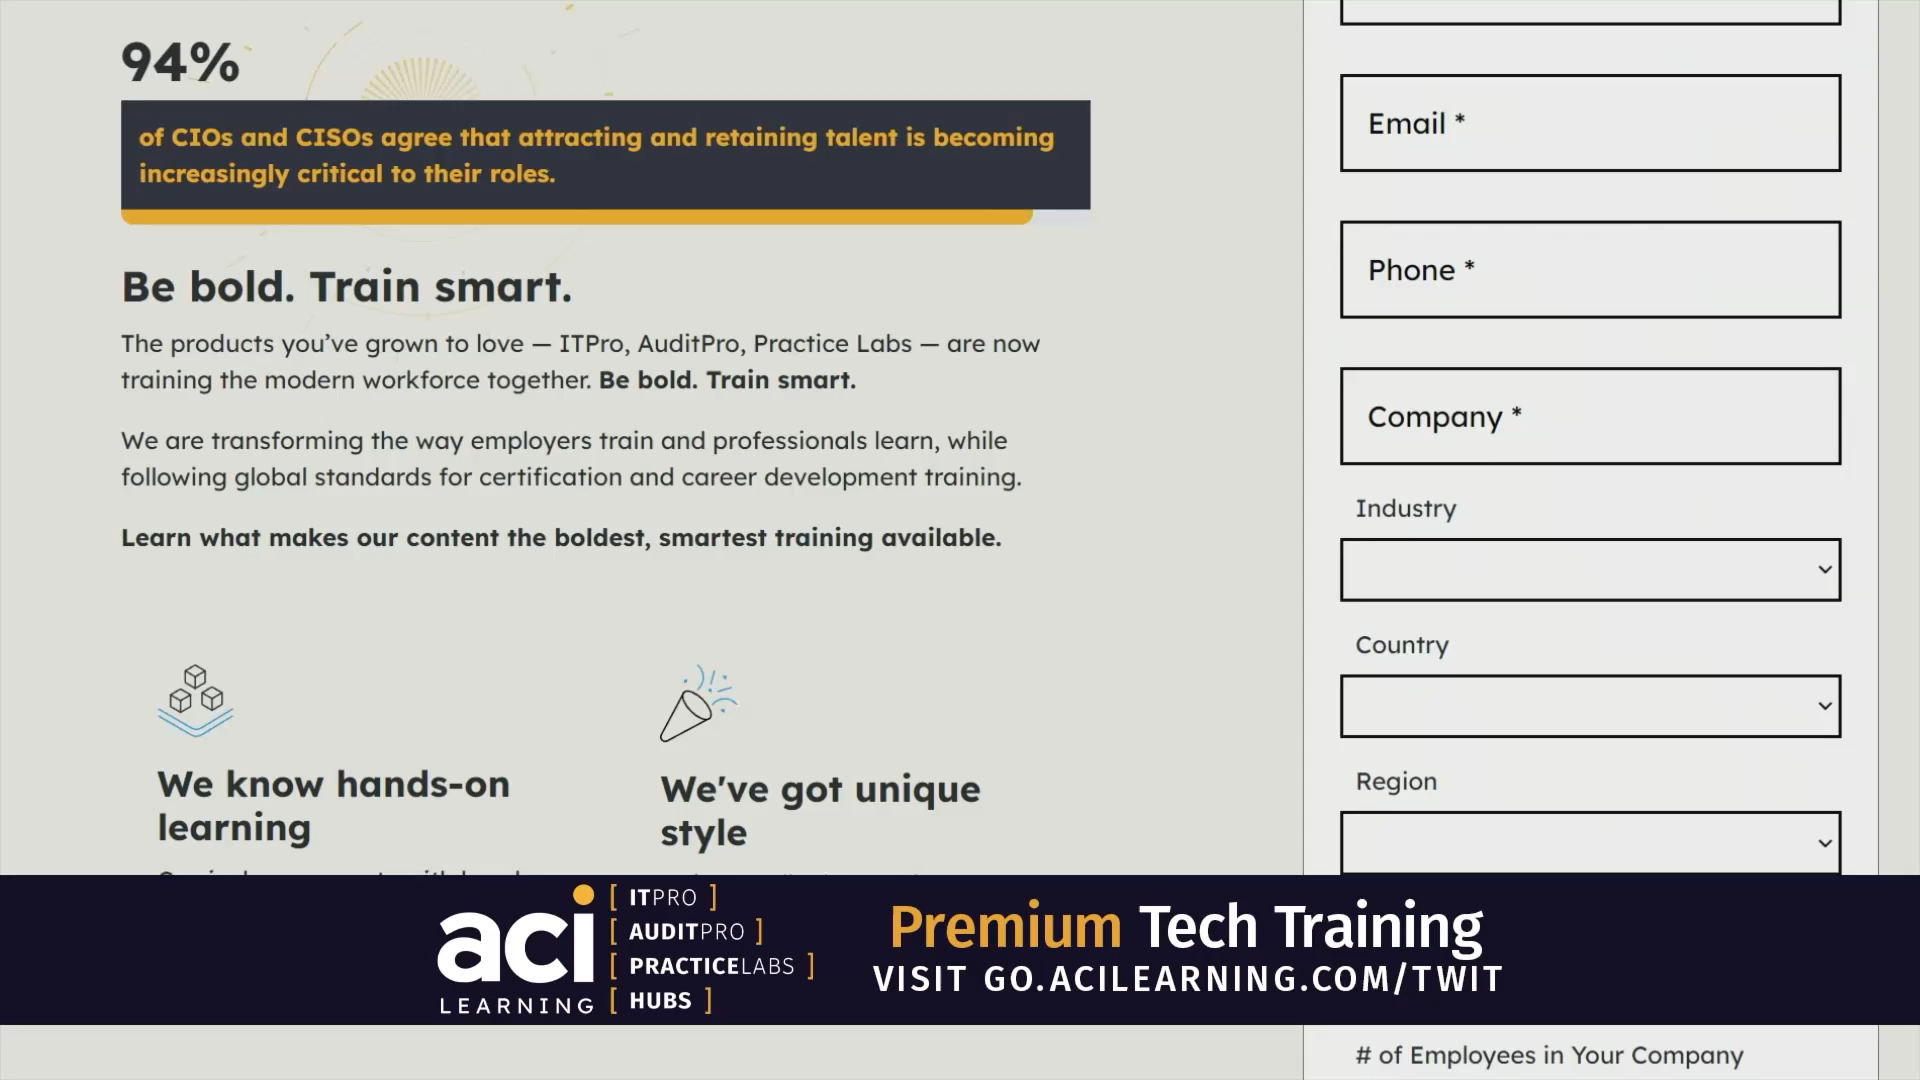 94%
of CIOs and CISOs agree that attracting and retaining talent is becoming
increasingly critical to their roles.
Be bold. Train smart.
The products you’ve grown to love — ITPro, AuditPro, Practice Labs — are now
training the modern workforce together. Be bold. Train smart.
We are transforming the way employers train and professionals learn, while
following global standards for certification and career development training.
Learn what makes our content the boldest, smartest training available.
We know hands-on
learning
We've got unique
style
Email *
Phone *
Company *
Industry
Country
Region
# of Employees in Your Company
aci
LEARNING
[ ITPRO ]
[ AUDITPRO ]
[ PRACTICELABS ]
[ HUBS ]
Premium Tech Training
VISIT GO.ACILEARNING.COM/TWIT